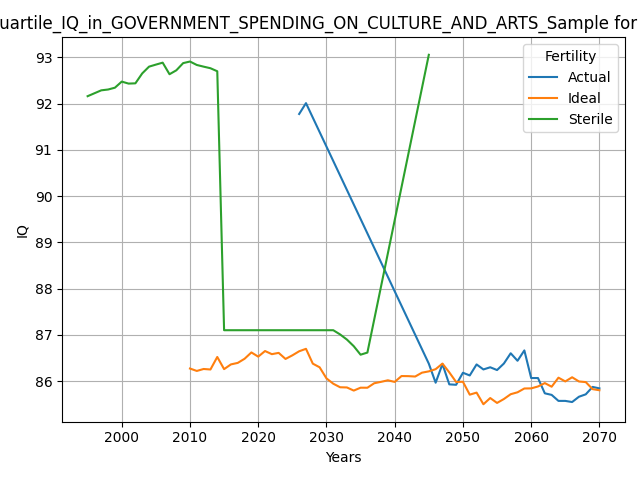 uartile_IQ_in_GOVERNMENT_SPENDING_ON_CULTURE_AND_ARTS_Sample for
Fertility
Actual
Ideal
Sterile
93
92
91
90
89
88
87
86
IQ
2000
2010
2020
2030
2040
2050
2060
2070
Years